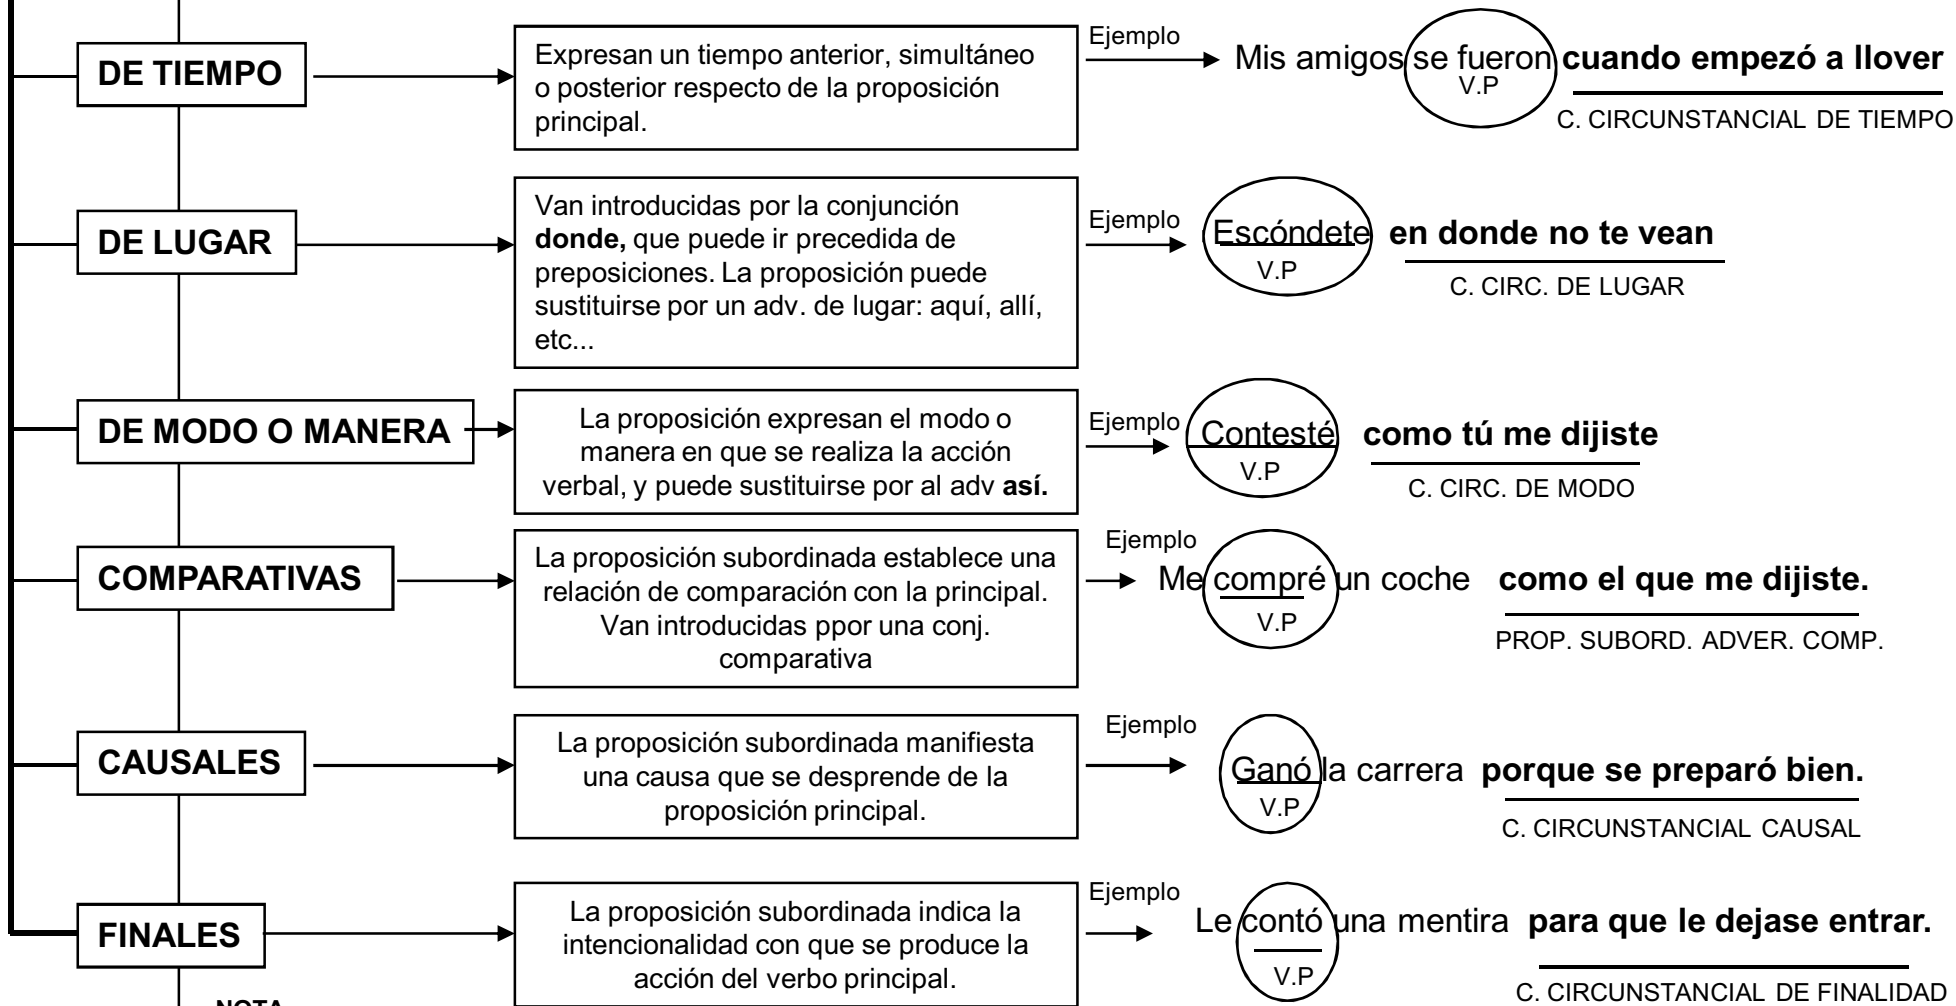 DE TIEMPO
Expresan un tiempo anterior, simultáneo
o posterior respecto de la proposición
principal.
Ejemplo
Mis amigos se fueron cuando empezó a llover
V.P
C. CIRCUNSTANCIAL DE TIEMPO
DE LUGAR
Van introducidas por la conjunción
donde, que puede ir precedida de
preposiciones. La proposición puede
sustituirse por un adv. de lugar: aquí, allí,
etc...
Ejemplo
Escóndete en donde no te vean
V.P
C. CIRC. DE LUGAR
DE MODO O MANERA
La proposición expresan el modo o
manera en que se realiza la acción
verbal, y puede sustituirse por al adv así.
Ejemplo
Contesté como tú me dijiste
V.P
C. CIRC. DE MODO
COMPARATIVAS
La proposición subordinada establece una
relación de comparación con la principal.
Van introducidas ppor una conj.
comparativa
Ejemplo
Me compré un coche como el que me dijiste.
V.P
PROP. SUBORD. ADVER. COMP.
CAUSALES
La proposición subordinada manifiesta
una causa que se desprende de la
proposición principal.
Ejemplo
Ganó la carrera porque se preparó bien.
V.P
C. CIRCUNSTANCIAL CAUSAL
FINALES
La proposición subordinada indica la
intencionalidad con que se produce la
acción del verbo principal.
Ejemplo
Le contó una mentira para que le dejase entrar.
V.P
C. CIRCUNSTANCIAL DE FINALIDAD
NOTA